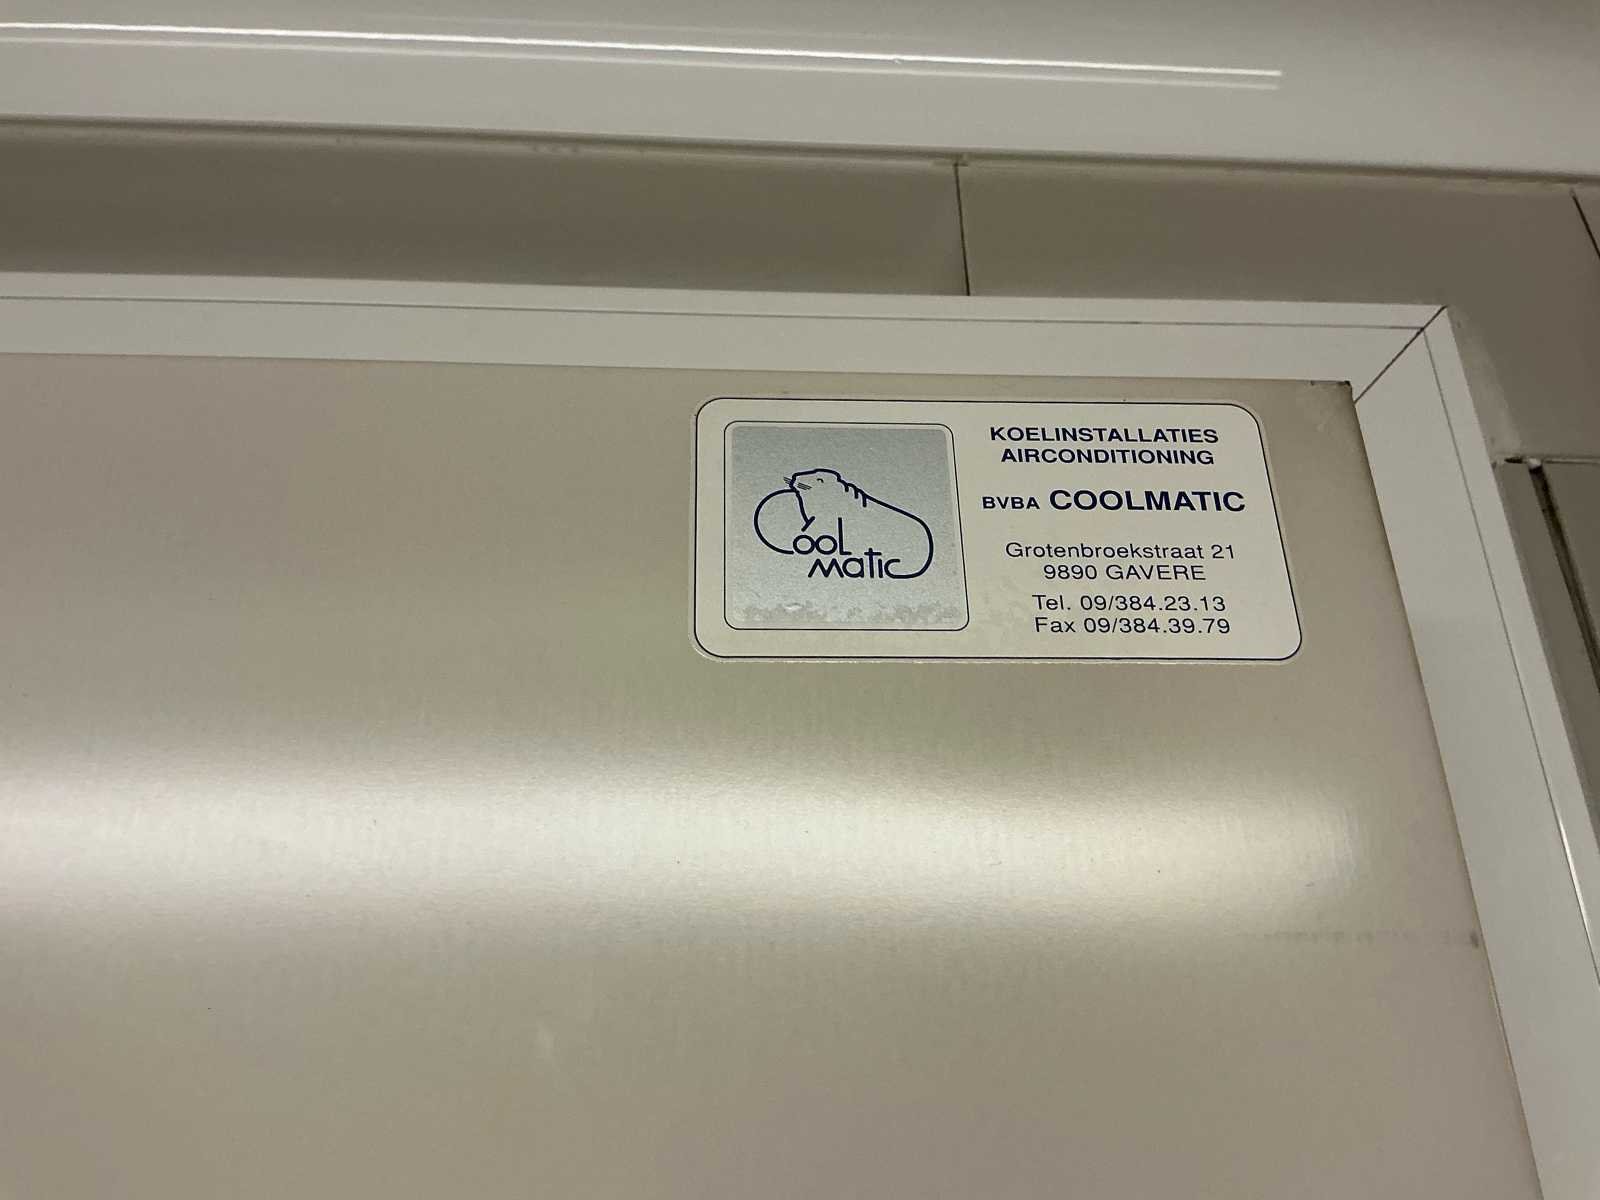 Cool
Matic
KOELINSTALLATIES
AIRCONDITIONING
BVBA COOLMATIC
Grotenbroekstraat 21
9890 GAVERE
Tel. 09/384.23.13
Fax 09/384.39.79